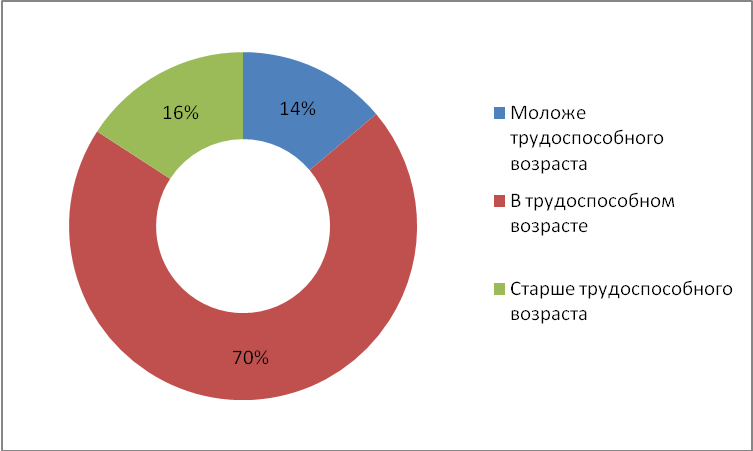 16%
14%
70%
Моложе
трудоспособного
возраста
В трудоспособном
возрасте
Старше трудоспособного
возраста